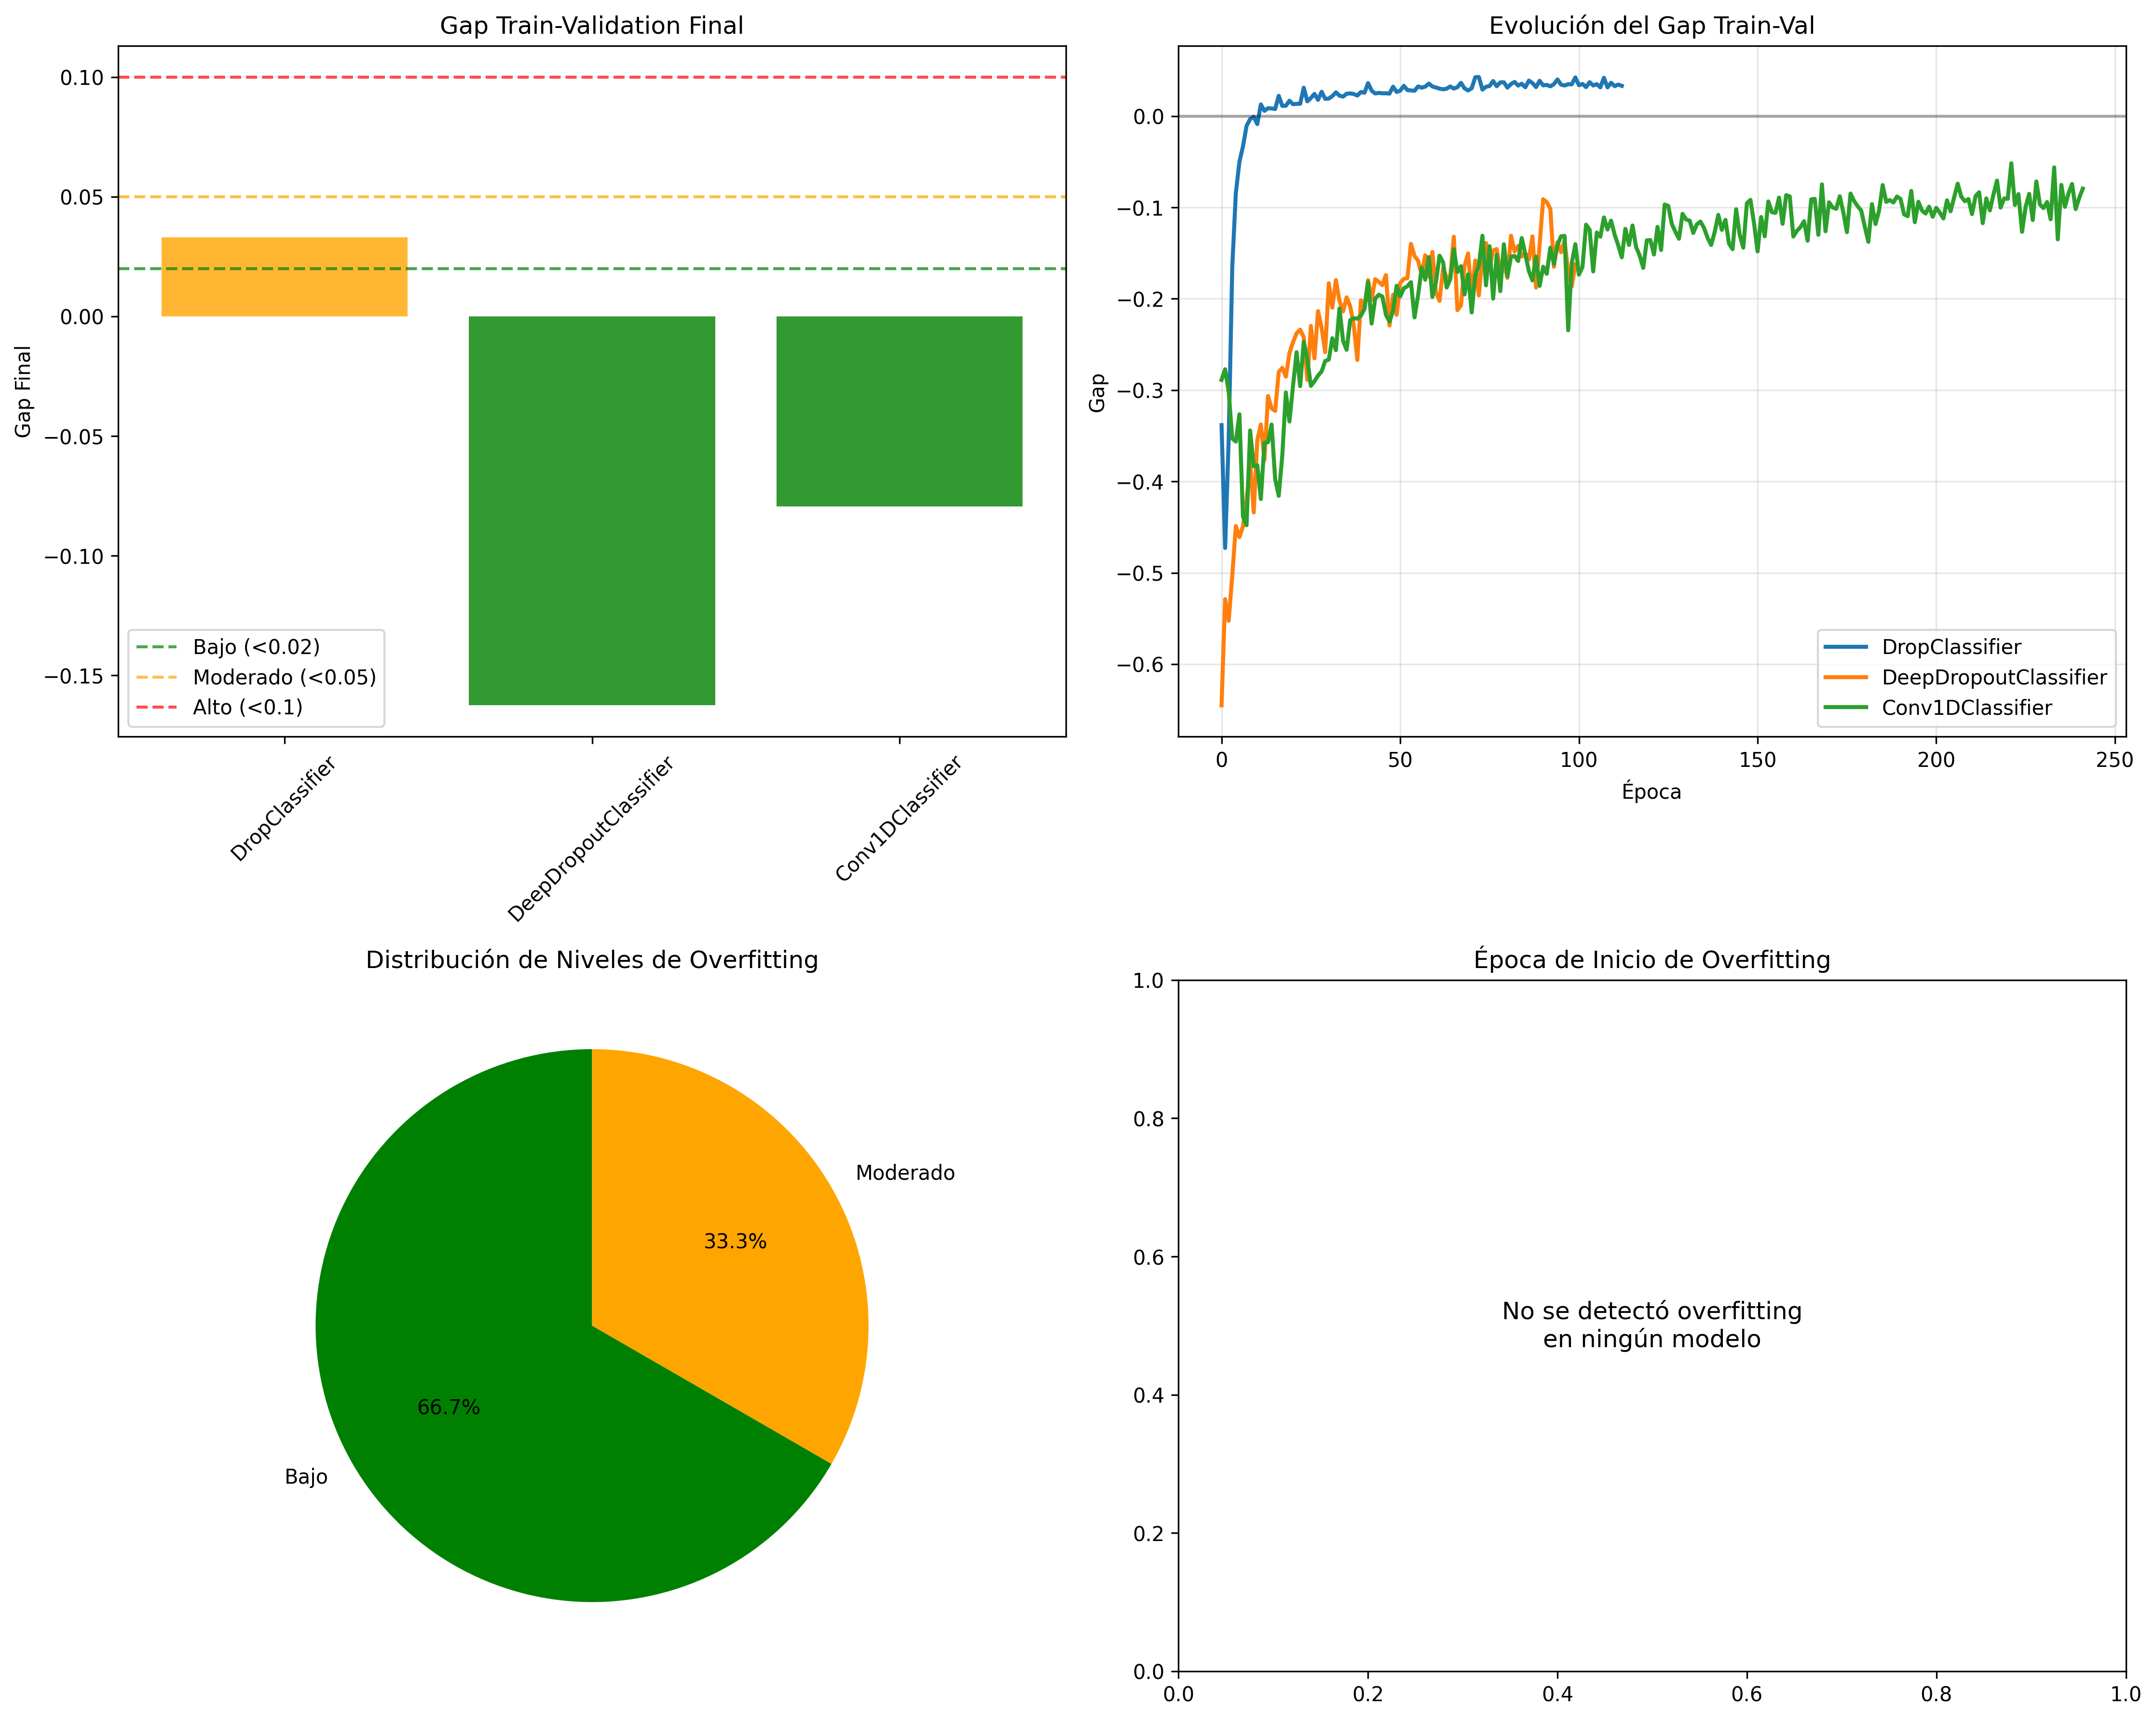 Gap Train-Validation Final
0.10
0.05
0.00
−0.05
−0.10
−0.15
Gap Final
Bajo (<0.02)
Moderado (<0.05)
Alto (<0.1)
DropClassifier
DeepDropoutClassifier
Conv1DClassifier
Evolución del Gap Train-Val
0.0
−0.1
−0.2
−0.3
−0.4
−0.5
−0.6
Gap
DropClassifier
DeepDropoutClassifier
Conv1DClassifier
0 50 100 150 200 250
Época
Distribución de Niveles de Overfitting
Moderado
33.3%
66.7%
Bajo
Época de Inicio de Overfitting
1.0
0.8
0.6
0.4
0.2
0.0
No se detectó overfitting
en ningún modelo
0.0 0.2 0.4 0.6 0.8 1.0